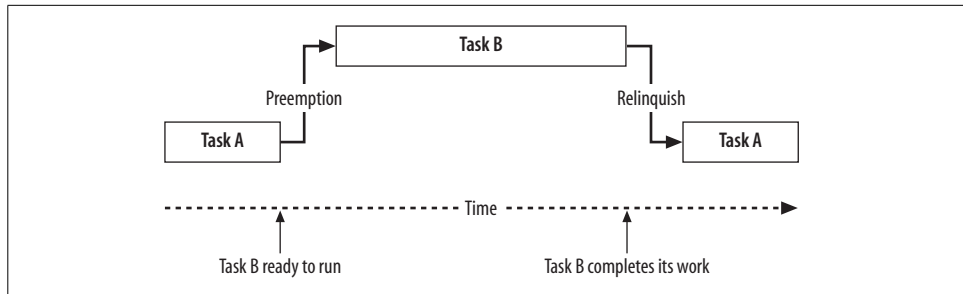 Task B
Preemption
Relinquish
Task A
Task A
Time
Task B ready to run
Task B completes its work